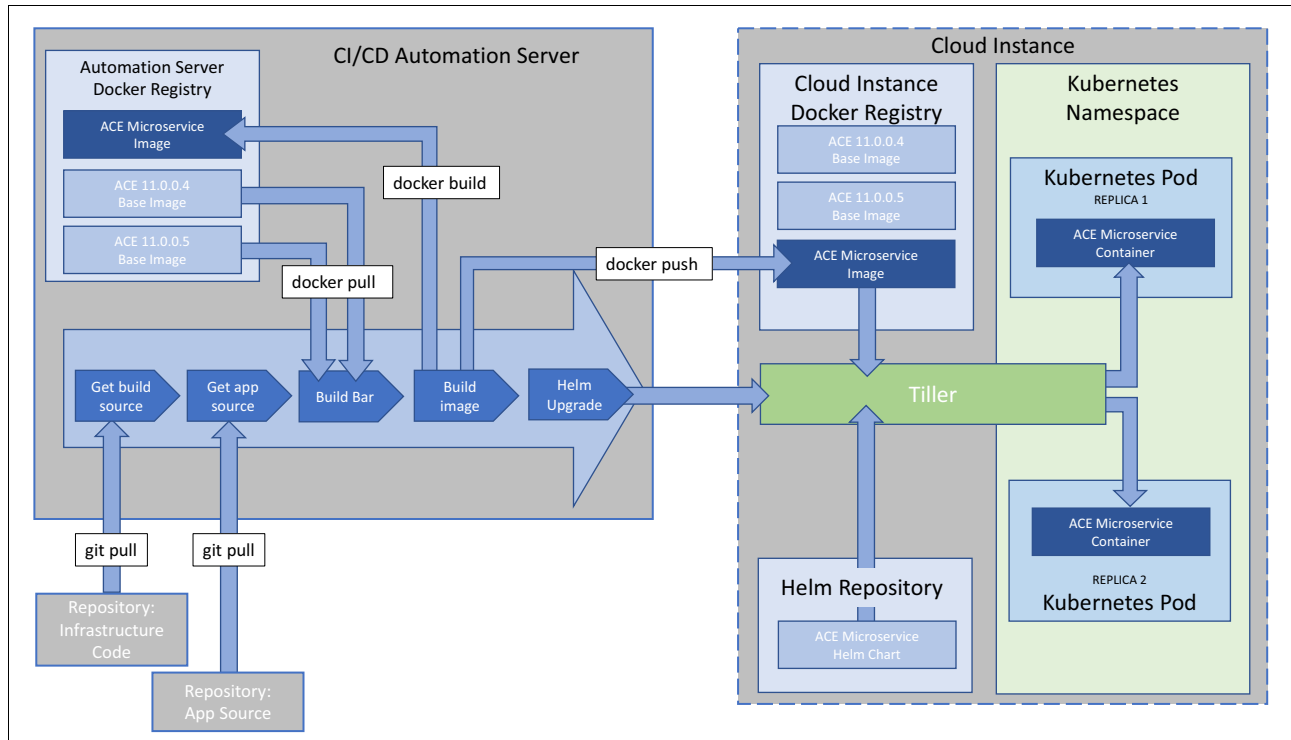 CI/CD Automation Server
Automation Server
Docker Registry
ACE Microservice
Image
ACE 11.0.0.4
Base Image
ACE 11.0.0.5
Base Image
docker build
docker pull
docker push
Get build
source
Get app
source
Build Bar
Build
image
Helm
Upgrade
git pull
git pull
Repository:
Infrastructure
Code
Repository:
App Source
Cloud Instance
Cloud Instance
Docker Registry
ACE 11.0.0.4
Base Image
ACE 11.0.0.5
Base Image
ACE Microservice
Image
Tiller
Helm Repository
ACE Microservice
Helm Chart
Kubernetes
Namespace
Kubernetes Pod
REPLICA 1
ACE Microservice
Container
ACE Microservice
Container
REPLICA 2
Kubernetes Pod